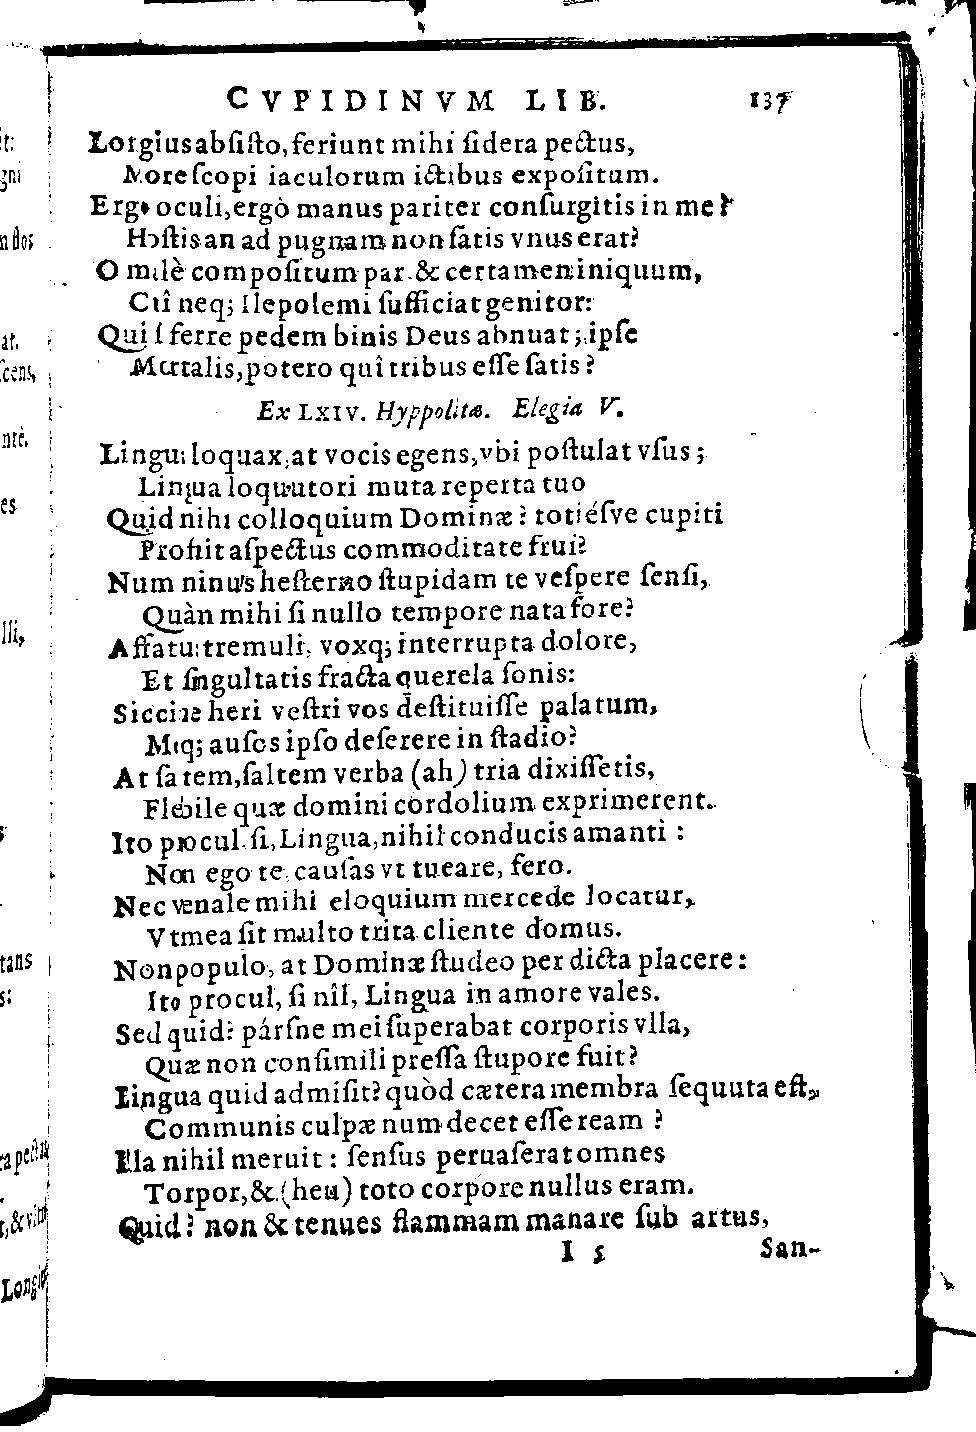 CVPIDINVM LIB. 137
Longius absisto, feriunt mihi sidera pectus,
More scopi iaculorum ictibus expositum.
Ergo oculi, ergò manus pariter consurgitis in me?
Hostis an ad pugnam non satis vnus erat?
O malè compositum par & certamen iniquum,
Cui neq; Ilepolemi sufficiat genitor:
Qui si ferre pedem binis Deus abnuat; ipse
Mortalis, potero quî tribus esse satis?
Ex LXIV. Hyppolitæ. Elegia V.
Lingua loquax, at vocis egens, vbi postulat vsus;
Lingua loquutori muta reperta tuo
Quid mihi colloquium Dominæ? totiésve cupiti
Profuit aspectus commoditate frui?
Num minus hesterno stupidam te vespere sensi,
Quàm mihi si nullo tempore nata fore?
Affatus tremuli, voxq; interrupta dolore,
Et singultatis fracta querela sonis:
Siccine heri vestri vos destituisse palatum,
Meq; ausos ipso deserere in stadio?
At saltem, saltem verba (ah) tria dixissetis,
Flebile quæ domini cordolium exprimerent.
Ito procul si, Lingua, nihil conducis amanti:
Non ego te, causas vt tueare, fero.
Nec venale mihi eloquium mercede locatur,
Vt mea sit multo trita cliente domus.
Non populo, at Dominæ studeo per dicta placere:
Ito procul, si nîl, Lingua in amore vales.
Sed quid? pársne mei superabat corporis vlla,
Quæ non consimili pressa stupore fuit?
Lingua quid admisit? quòd cætera membra sequuta est,
Communis culpæ num decet esse ream?
Illa nihil meruit: sensus peruaserat omnes
Torpor, & (heu) toto corpore nullus eram.
Quid? non & tenues flammam manare sub artus,
I 5 San-